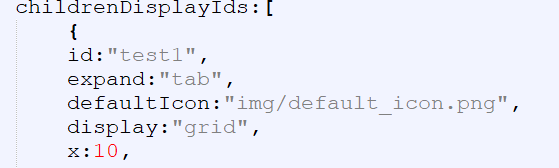 childrenDisplayIds:[
{
id:"test1",
expand:"tab",
defaultIcon:"img/default_icon.png",
display:"grid",
x:10,